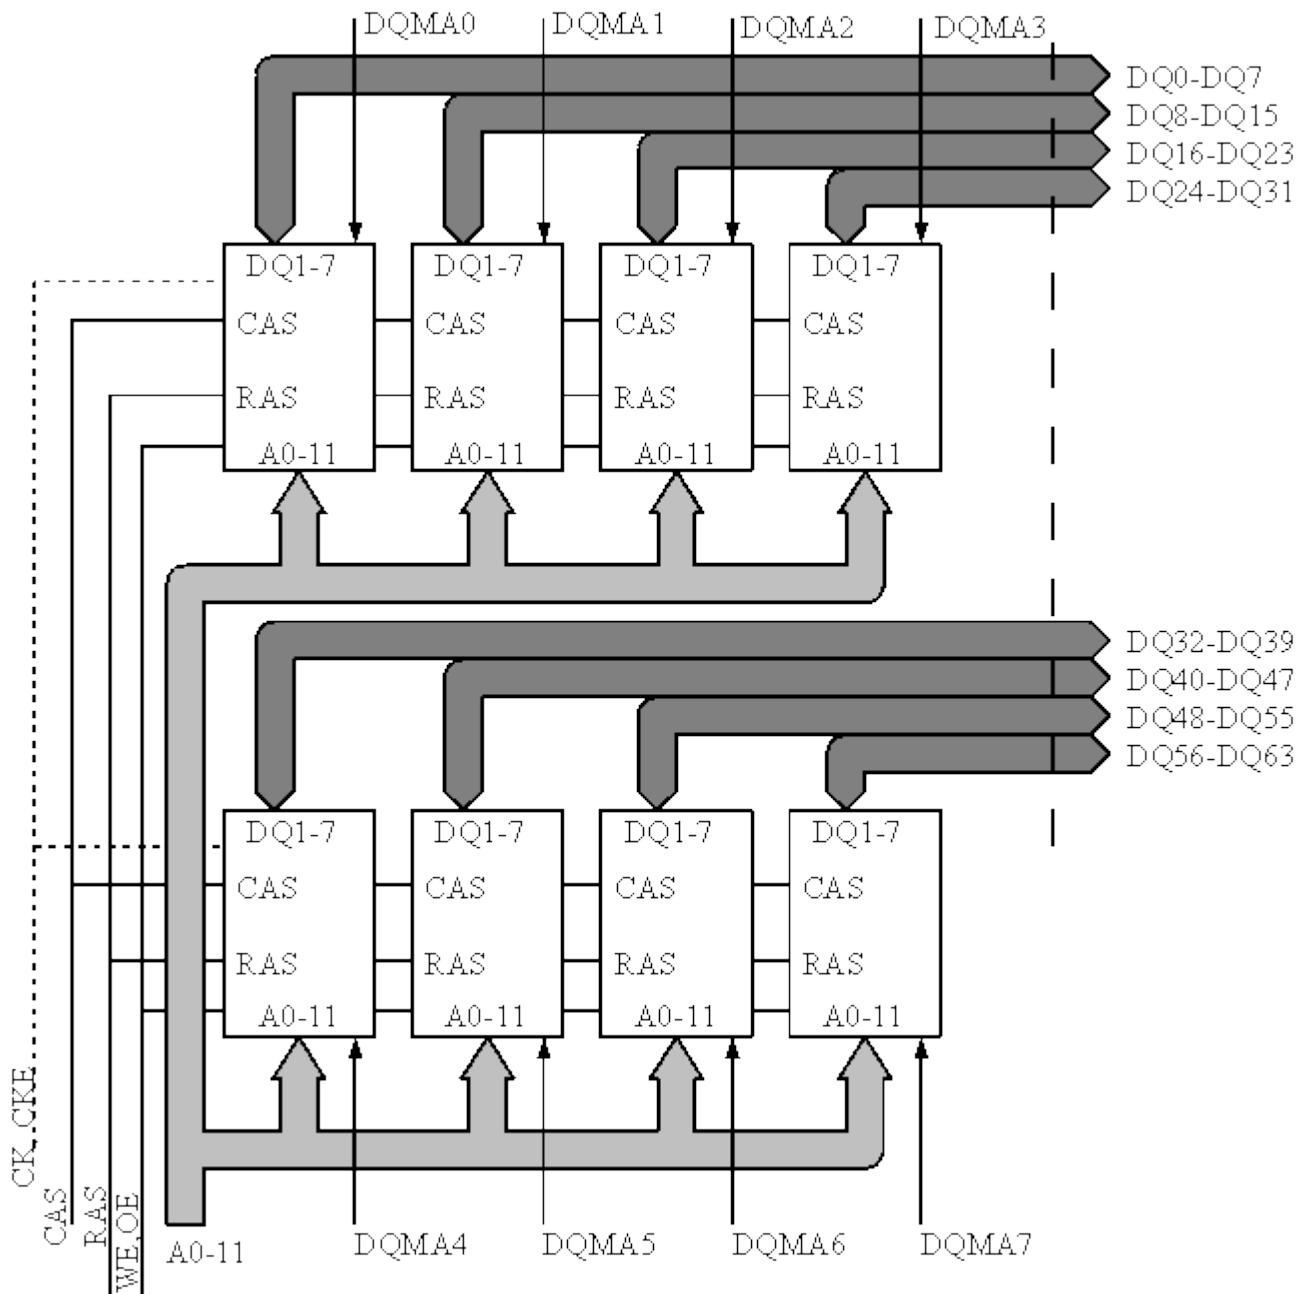 DQMA0
DQMA1
DQMA2
DQMA3
DQ0-DQ7
DQ8-DQ15
DQ16-DQ23
DQ24-DQ31
DQ1-7
DQ1-7
DQ1-7
DQ1-7
CAS
CAS
CAS
CAS
RAS
RAS
RAS
RAS
A0-11
A0-11
A0-11
A0-11
DQ32-DQ39
DQ40-DQ47
DQ48-DQ55
DQ56-DQ63
DQ1-7
DQ1-7
DQ1-7
DQ1-7
CAS
CAS
CAS
CAS
RAS
RAS
RAS
RAS
A0-11
A0-11
A0-11
A0-11
CK, CKE
CAS
RAS
WE,OE
A0-11
DQMA4
DQMA5
DQMA6
DQMA7